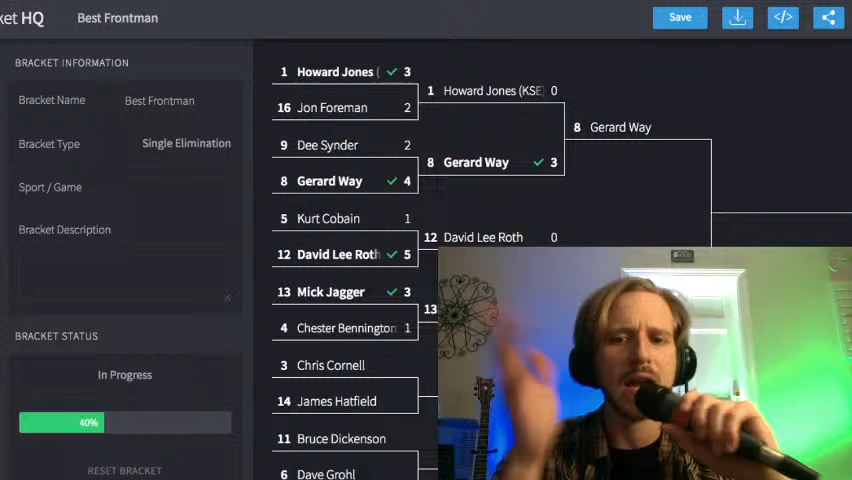 ket HQ
Best Frontman
Save
</>
BRACKET INFORMATION
Bracket Name
Best Frontman
Bracket Type
Single Elimination
Sport / Game
Bracket Description
BRACKET STATUS
In Progress
40%
RESET BRACKET
1 Howard Jones ( 3
16 Jon Foreman 2
9 Dee Synder 2
8 Gerard Way 4
5 Kurt Cobain 1
12 David Lee Roth 5
13 Mick Jagger 3
4 Chester Bennington 1
3 Chris Cornell
14 James Hatfield
11 Bruce Dickenson
6 Dave Grohl
1 Howard Jones (KSE) 0
8 Gerard Way 3
12 David Lee Roth 0
13
8 Gerard Way